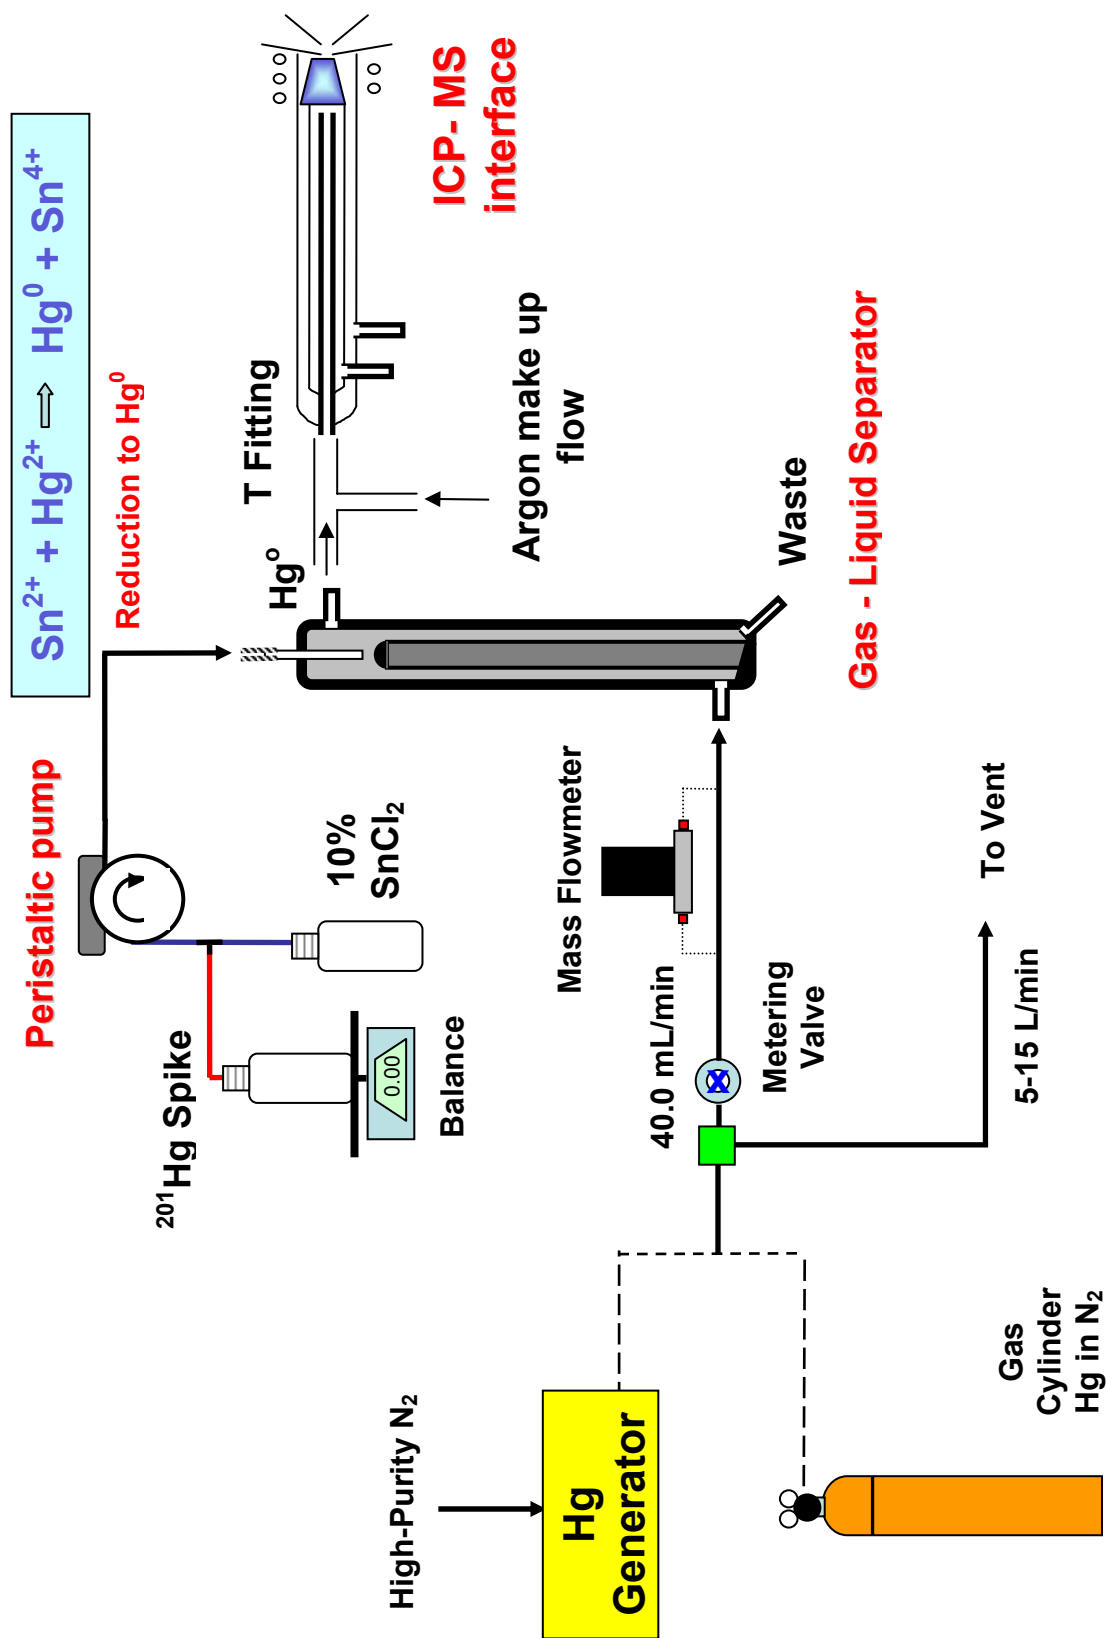 Sn²⁺ + Hg²⁺ ⇨ Hg⁰ + Sn⁴⁺
Reduction to Hg⁰
Peristaltic pump
²⁰¹Hg Spike
10%
SnCl₂
0.00
Balance
Hg⁰
T Fitting
ICP- MS
interface
Argon make up
flow
Waste
Gas - Liquid Separator
Mass Flowmeter
40.0 mL/min
Metering
Valve
To Vent
5-15 L/min
High-Purity N₂
Hg
Generator
Gas
Cylinder
Hg in N₂